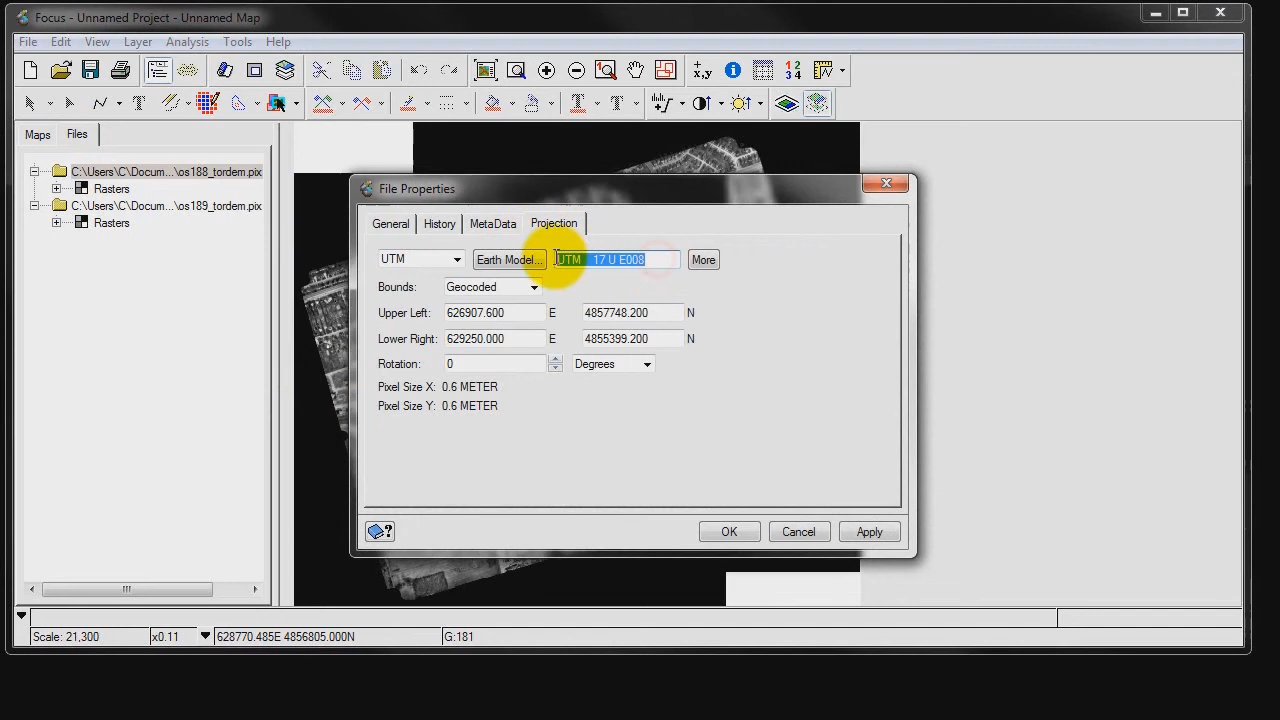 Focus - Unnamed Project - Unnamed Map
File Edit View Layer Analysis Tools Help
Maps Files
C:\Users\C\Docum...\os188_tordem.pix
Rasters
C:\Users\C\Docum...\os189_tordem.pix
Rasters
File Properties
General History MetaData Projection
UTM Earth Model... UTM 17 U E008 More
Bounds: Geocoded
Upper Left: 626907.600 E 4857748.200 N
Lower Right: 629250.000 E 4855399.200 N
Rotation: 0 Degrees
Pixel Size X: 0.6 METER
Pixel Size Y: 0.6 METER
OK Cancel Apply
Scale: 21,300 x0.11 628770.485E 4856805.000N G:181